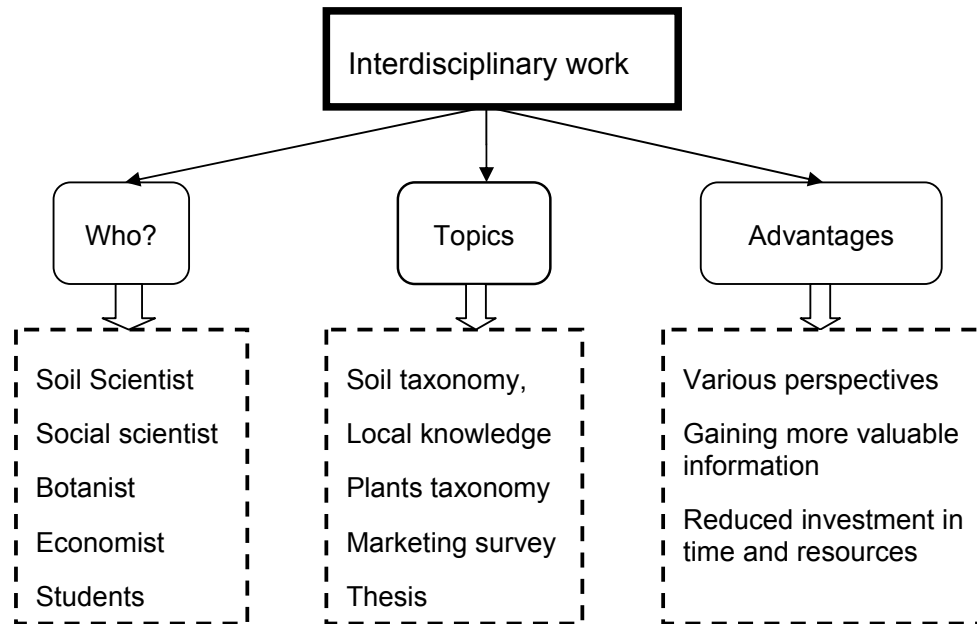 Interdisciplinary work
Who?
Topics
Advantages
Soil Scientist
Social scientist
Botanist
Economist
Students
Soil taxonomy,
Local knowledge
Plants taxonomy
Marketing survey
Thesis
Various perspectives
Gaining more valuable
information
Reduced investment in
time and resources